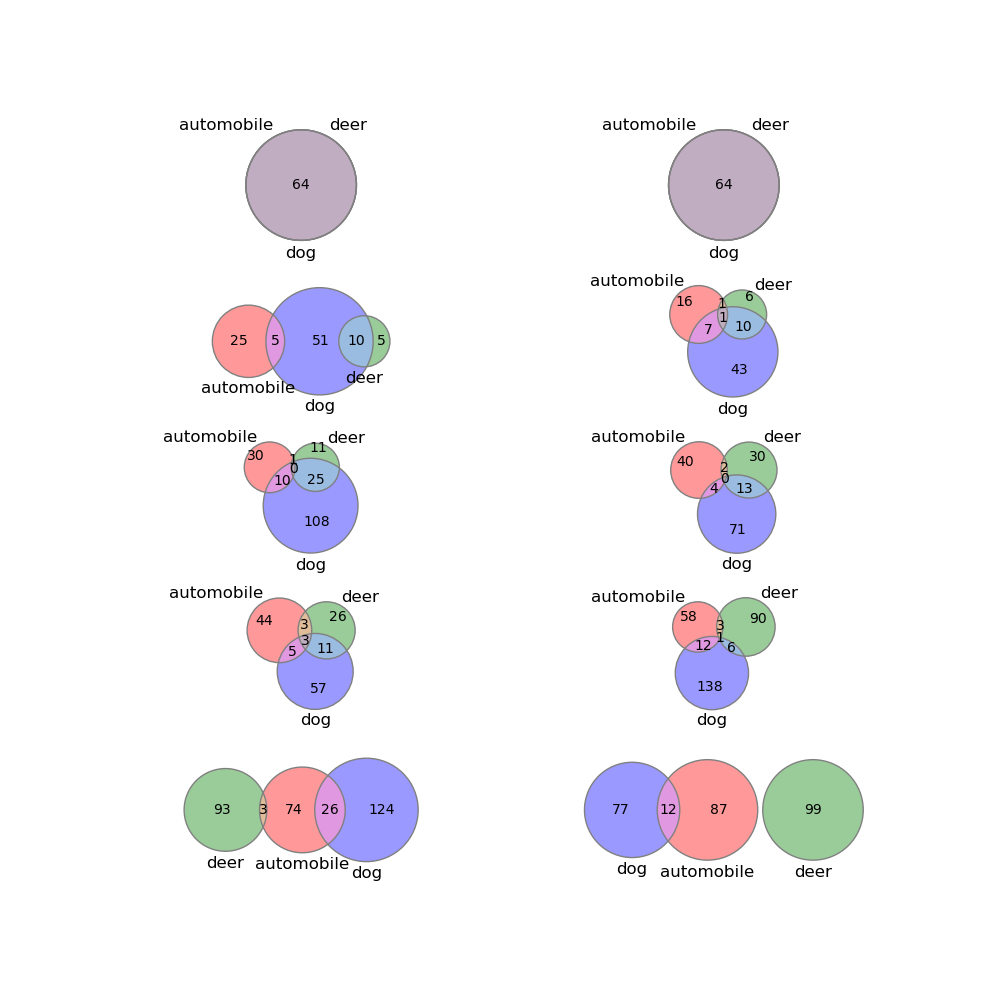 automobile deer
64
dog
automobile deer
64
dog
25 5 51 10 5
automobile deer
dog
automobile deer
16 1 6
1
7 10
43
dog
automobile deer
30 1 11
0
10 25
108
dog
automobile deer
40 2 30
0
4 13
71
dog
automobile deer
44 3 26
3
5 11
57
dog
automobile deer
58 3 90
1
12 6
138
dog
93 3 74 26 124
deer automobile dog
77 12 87 99
dog automobile deer